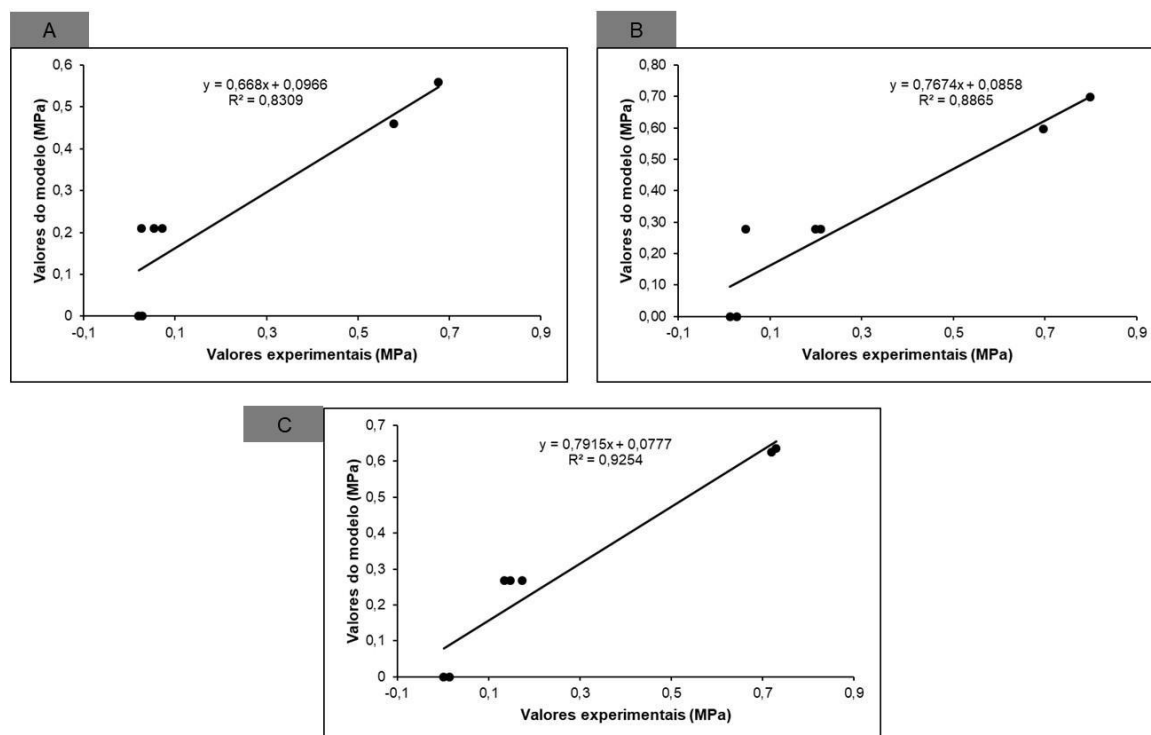 A
y = 0,668x + 0,0966
R² = 0,8309
Valores do modelo (MPa)
0,6
0,5
0,4
0,3
0,2
0,1
0
-0,1
0,1
0,3
0,5
0,7
0,9
Valores experimentais (MPa)
B
y = 0,7674x + 0,0858
R² = 0,8865
Valores do modelo (MPa)
0,80
0,70
0,60
0,50
0,40
0,30
0,20
0,10
0,00
-0,1
0,1
0,3
0,5
0,7
0,9
Valores experimentais (MPa)
C
y = 0,7915x + 0,0777
R² = 0,9254
Valores do modelo (MPa)
0,7
0,6
0,5
0,4
0,3
0,2
0,1
0
-0,1
0,1
0,3
0,5
0,7
0,9
Valores experimentais (MPa)